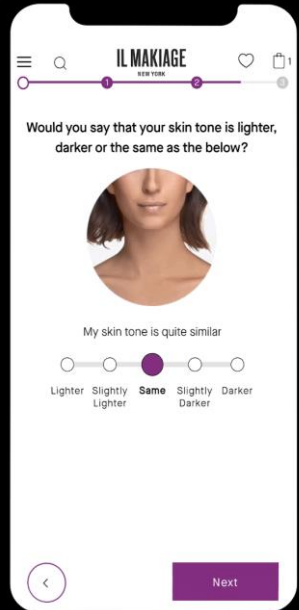 IL MAKIAGE
NEW YORK
1
1
2
3
Would you say that your skin tone is lighter,
darker or the same as the below?
My skin tone is quite similar
Lighter
Slightly
Lighter
Same
Slightly
Darker
Darker
Next